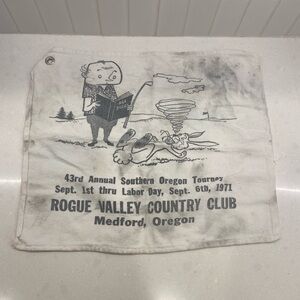 43rd Annual Southern Oregon Tourney
Sept. 1st thru Labor Day, Sept. 6th, 1971
ROGUE VALLEY COUNTRY CLUB
Medford, Oregon